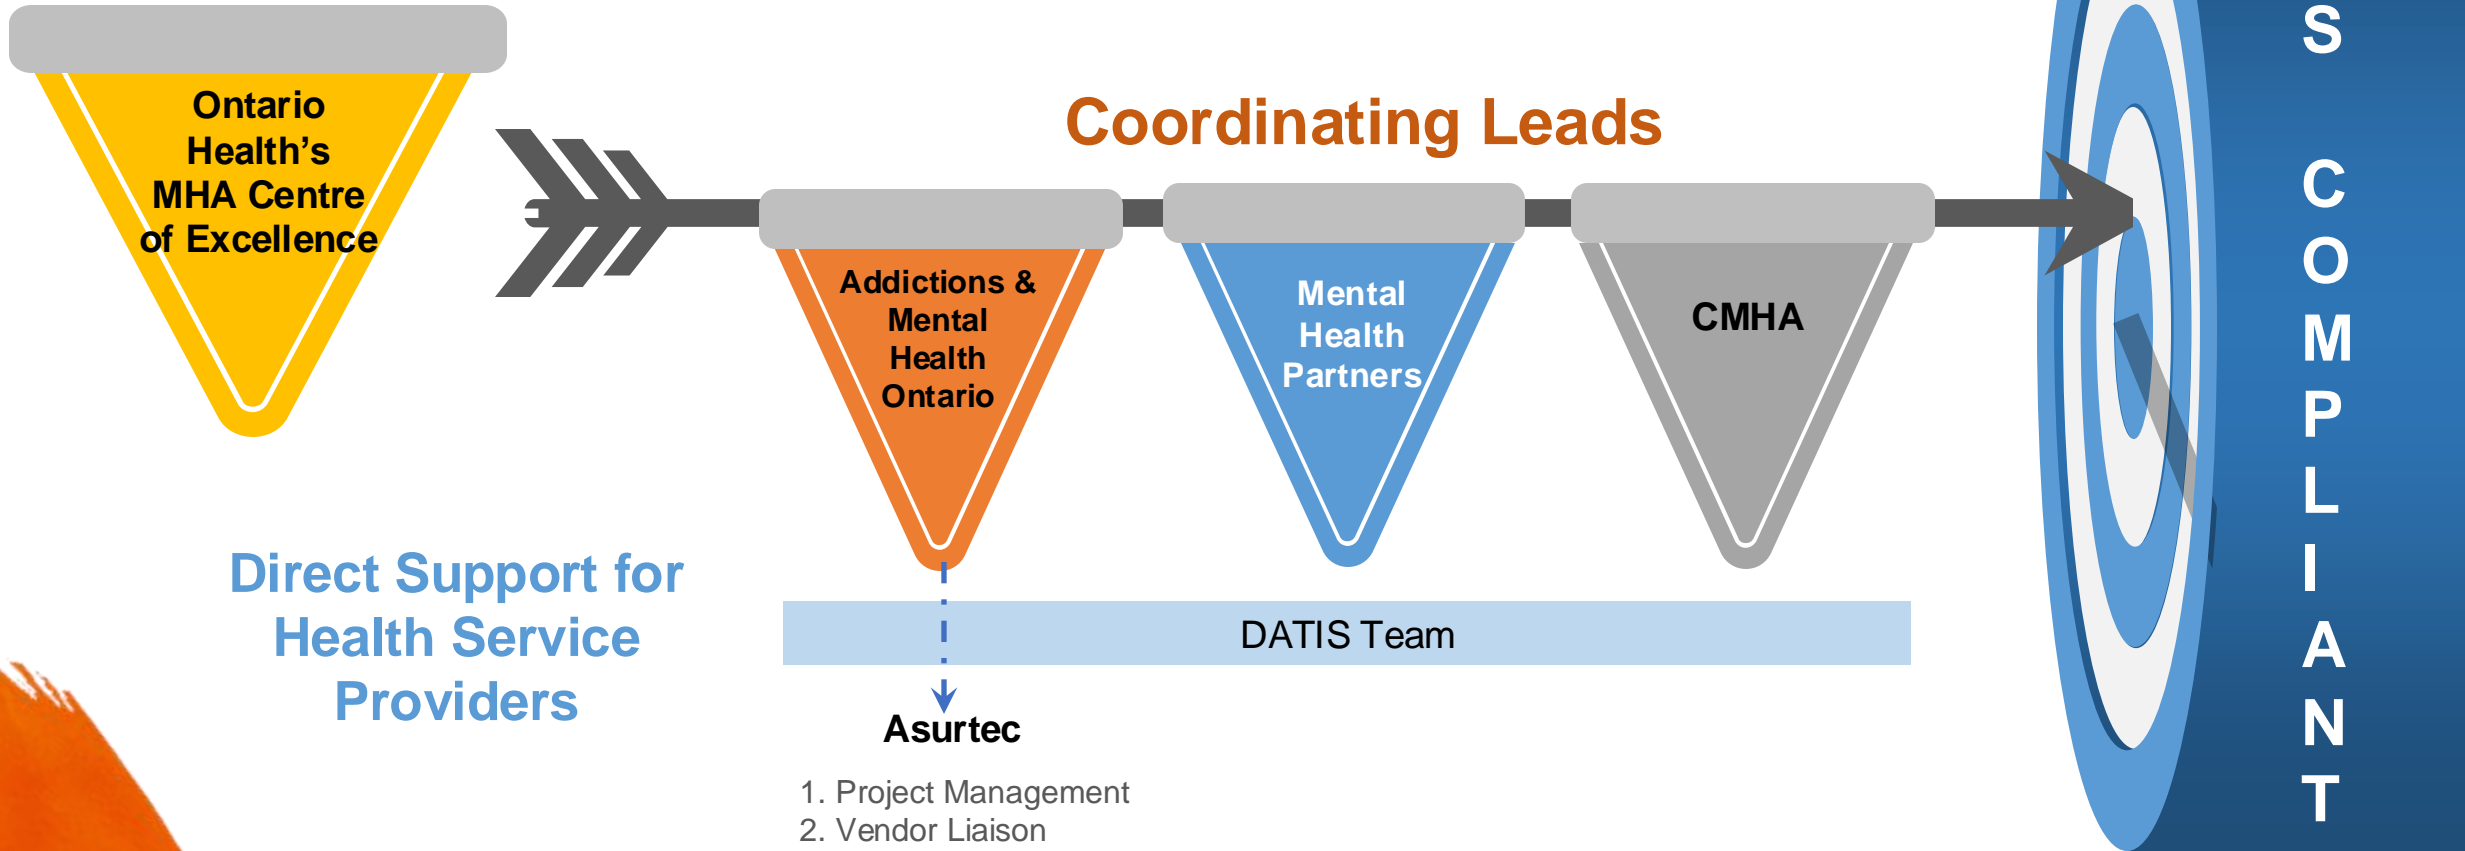 Ontario
Health’s
MHA Centre
of Excellence
Coordinating Leads
Addictions &
Mental
Health
Ontario
Mental
Health
Partners
CMHA
Direct Support for
Health Service
Providers
DATIS Team
Asurtec
1. Project Management
2. Vendor Liaison
S
C
O
M
P
L
I
A
N
T